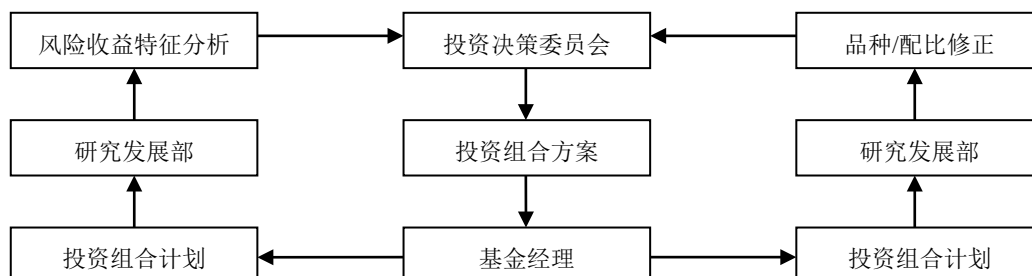 风险收益特征分析
投资决策委员会
品种/配比修正
研究发展部
投资组合方案
研究发展部
投资组合计划
基金经理
投资组合计划